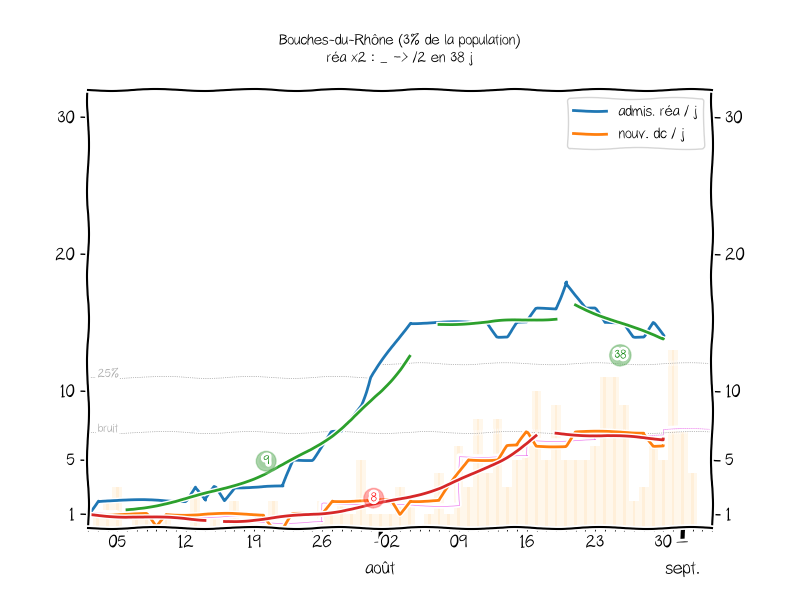 Bouches-du-Rhône (3% de la population)
réa x2 : _ -> /2 en 38 j
admis. réa / j
nouv. dc / j
30
30
20
20
25%
10
10
bruit
5
5
1
1
38
9
8
05 12 19 26 02 09 16 23 30
août sept.